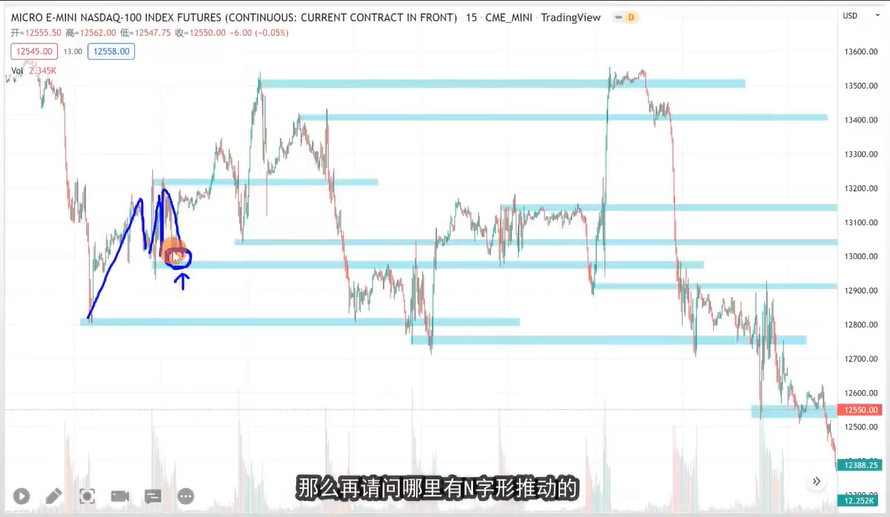 MICRO E-MINI NASDAQ-100 INDEX FUTURES (CONTINUOUS: CURRENT CONTRACT IN FRONT) · 15 · CME_MINI · TradingView D USD
开=12555.50 高=12562.00 低=12547.75 收=12550.00 -6.00 (-0.05%)
12545.00 13.00 12558.00
Vol 2.345K
13600.00
13500.00
13400.00
13300.00
13200.00
13100.00
13000.00
12900.00
12800.00
12700.00
12600.00
12550.00
12500.00
12388.25
12.252K
那么再请问哪里有N字形推动的